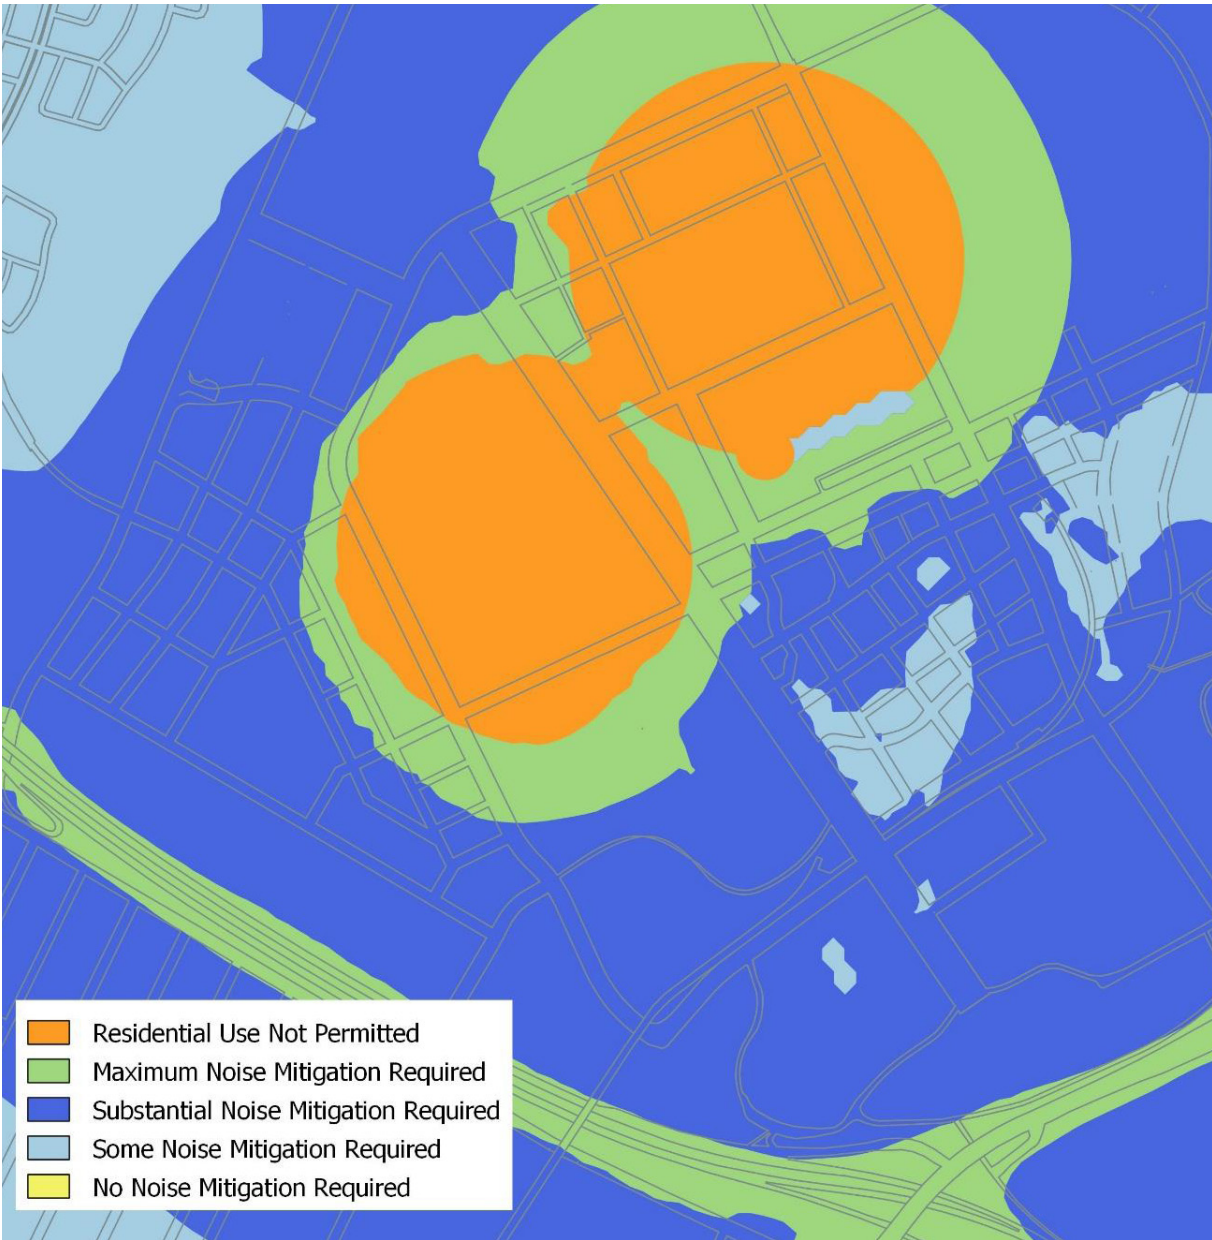 Residential Use Not Permitted
Maximum Noise Mitigation Required
Substantial Noise Mitigation Required
Some Noise Mitigation Required
No Noise Mitigation Required